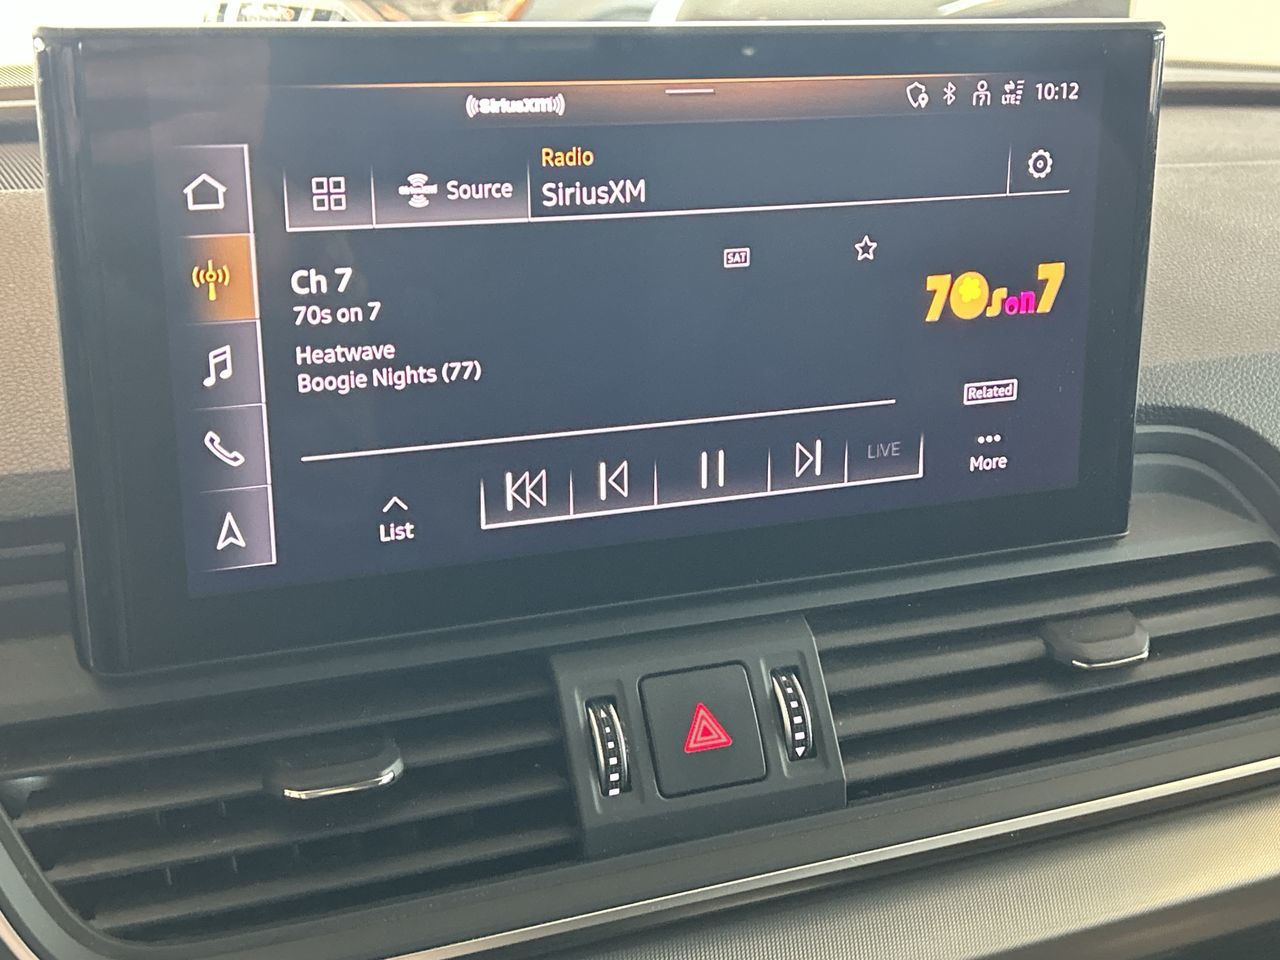 SiriusXM
LTE 10:12
Radio
Source
SiriusXM
SAT
Ch 7
70s on 7
70s on 7
Heatwave
Boogie Nights (77)
Related
LIVE
More
List